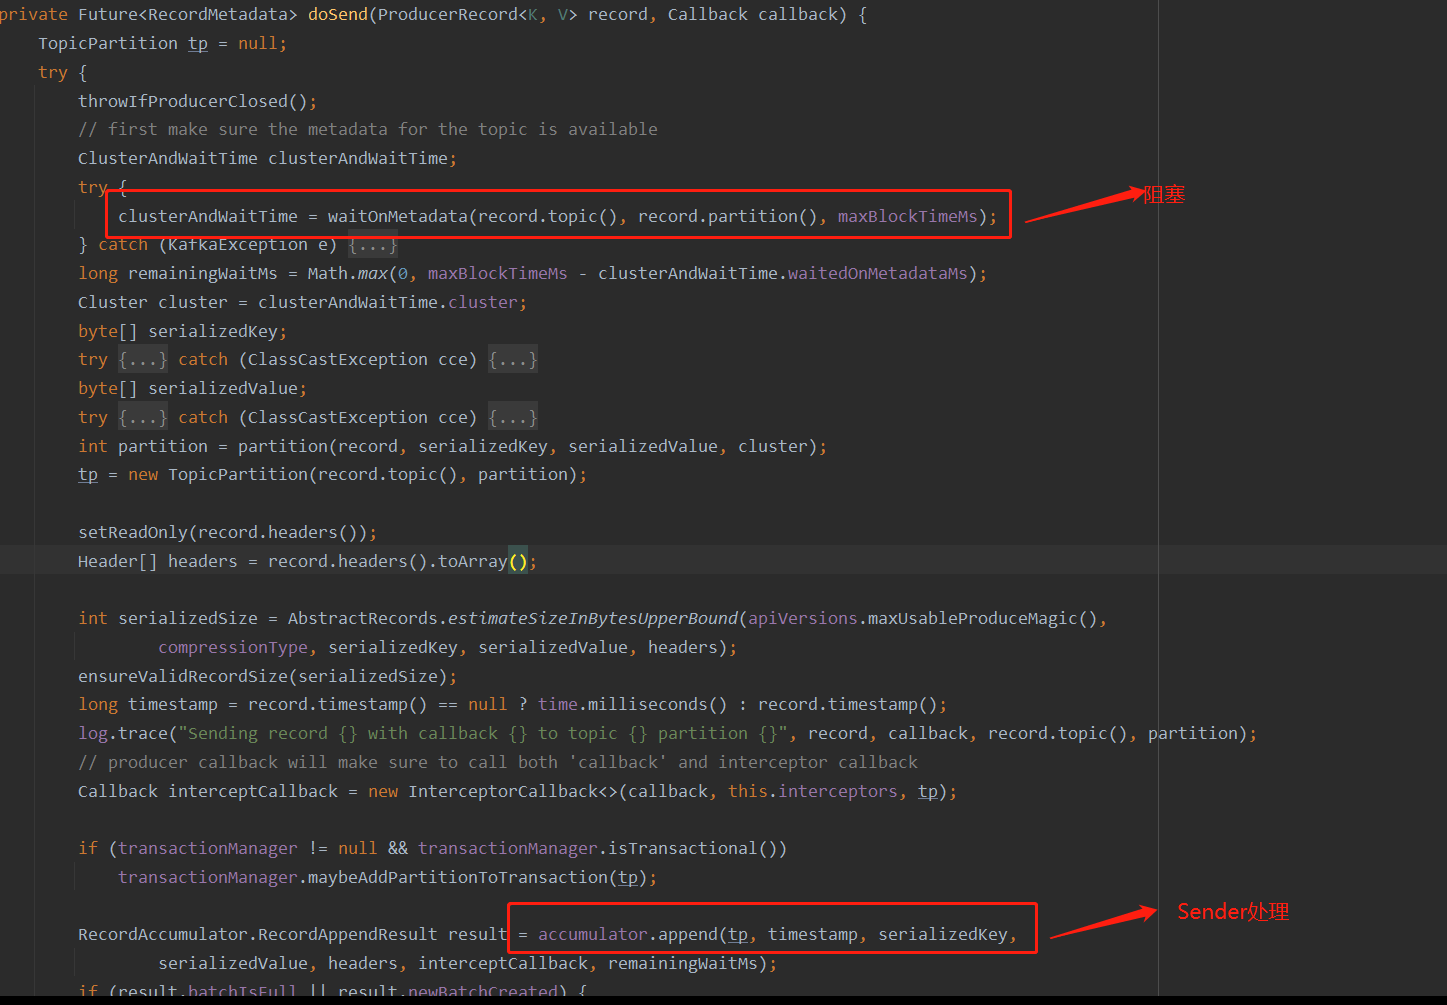 private Future<RecordMetadata> doSend(ProducerRecord<K, V> record, Callback callback) {
TopicPartition tp = null;
try {
throwIfProducerClosed();
// first make sure the metadata for the topic is available
ClusterAndWaitTime clusterAndWaitTime;
try {
clusterAndWaitTime = waitOnMetadata(record.topic(), record.partition(), maxBlockTimeMs);
阻塞
} catch (KafkaException e) {...}
long remainingWaitMs = Math.max(0, maxBlockTimeMs - clusterAndWaitTime.waitedOnMetadataMs);
Cluster cluster = clusterAndWaitTime.cluster;
byte[] serializedKey;
try {...} catch (ClassCastException cce) {...}
byte[] serializedValue;
try {...} catch (ClassCastException cce) {...}
int partition = partition(record, serializedKey, serializedValue, cluster);
tp = new TopicPartition(record.topic(), partition);
setReadOnly(record.headers());
Header[] headers = record.headers().toArray();
int serializedSize = AbstractRecords.estimateSizeInBytesUpperBound(apiVersions.maxUsableProduceMagic(),
compressionType, serializedKey, serializedValue, headers);
ensureValidRecordSize(serializedSize);
long timestamp = record.timestamp() == null ? time.milliseconds() : record.timestamp();
log.trace("Sending record {} with callback {} to topic {} partition {}", record, callback, record.topic(), partition);
// producer callback will make sure to call both 'callback' and interceptor callback
Callback interceptCallback = new InterceptorCallback<>(callback, this.interceptors, tp);
if (transactionManager != null && transactionManager.isTransactional())
transactionManager.maybeAddPartitionToTransaction(tp);
Sender处理
RecordAccumulator.RecordAppendResult result = accumulator.append(tp, timestamp, serializedKey,
serializedValue, headers, interceptCallback, remainingWaitMs);
if (result.batchIsFull || result.newBatchCreated) {